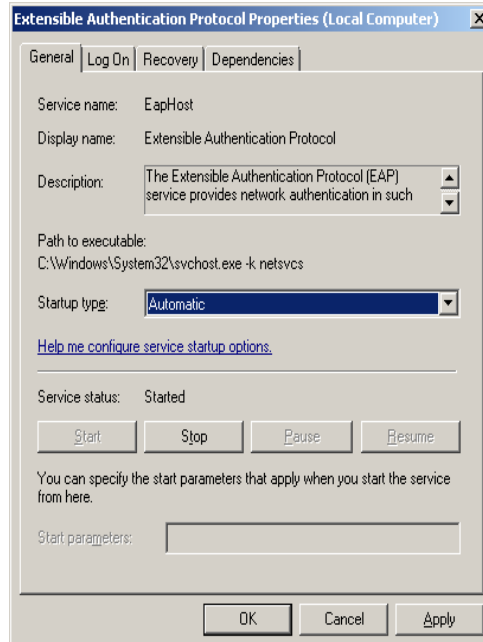 Extensible Authentication Protocol Properties (Local Computer)
General Log On Recovery Dependencies
Service name: EapHost
Display name: Extensible Authentication Protocol
Description: The Extensible Authentication Protocol (EAP)
service provides network authentication in such
Path to executable:
C:\Windows\System32\svchost.exe -k netsvcs
Startup type: Automatic
Help me configure service startup options.
Service status: Started
Start Stop Pause Resume
You can specify the start parameters that apply when you start the service
from here.
Start parameters:
OK Cancel Apply